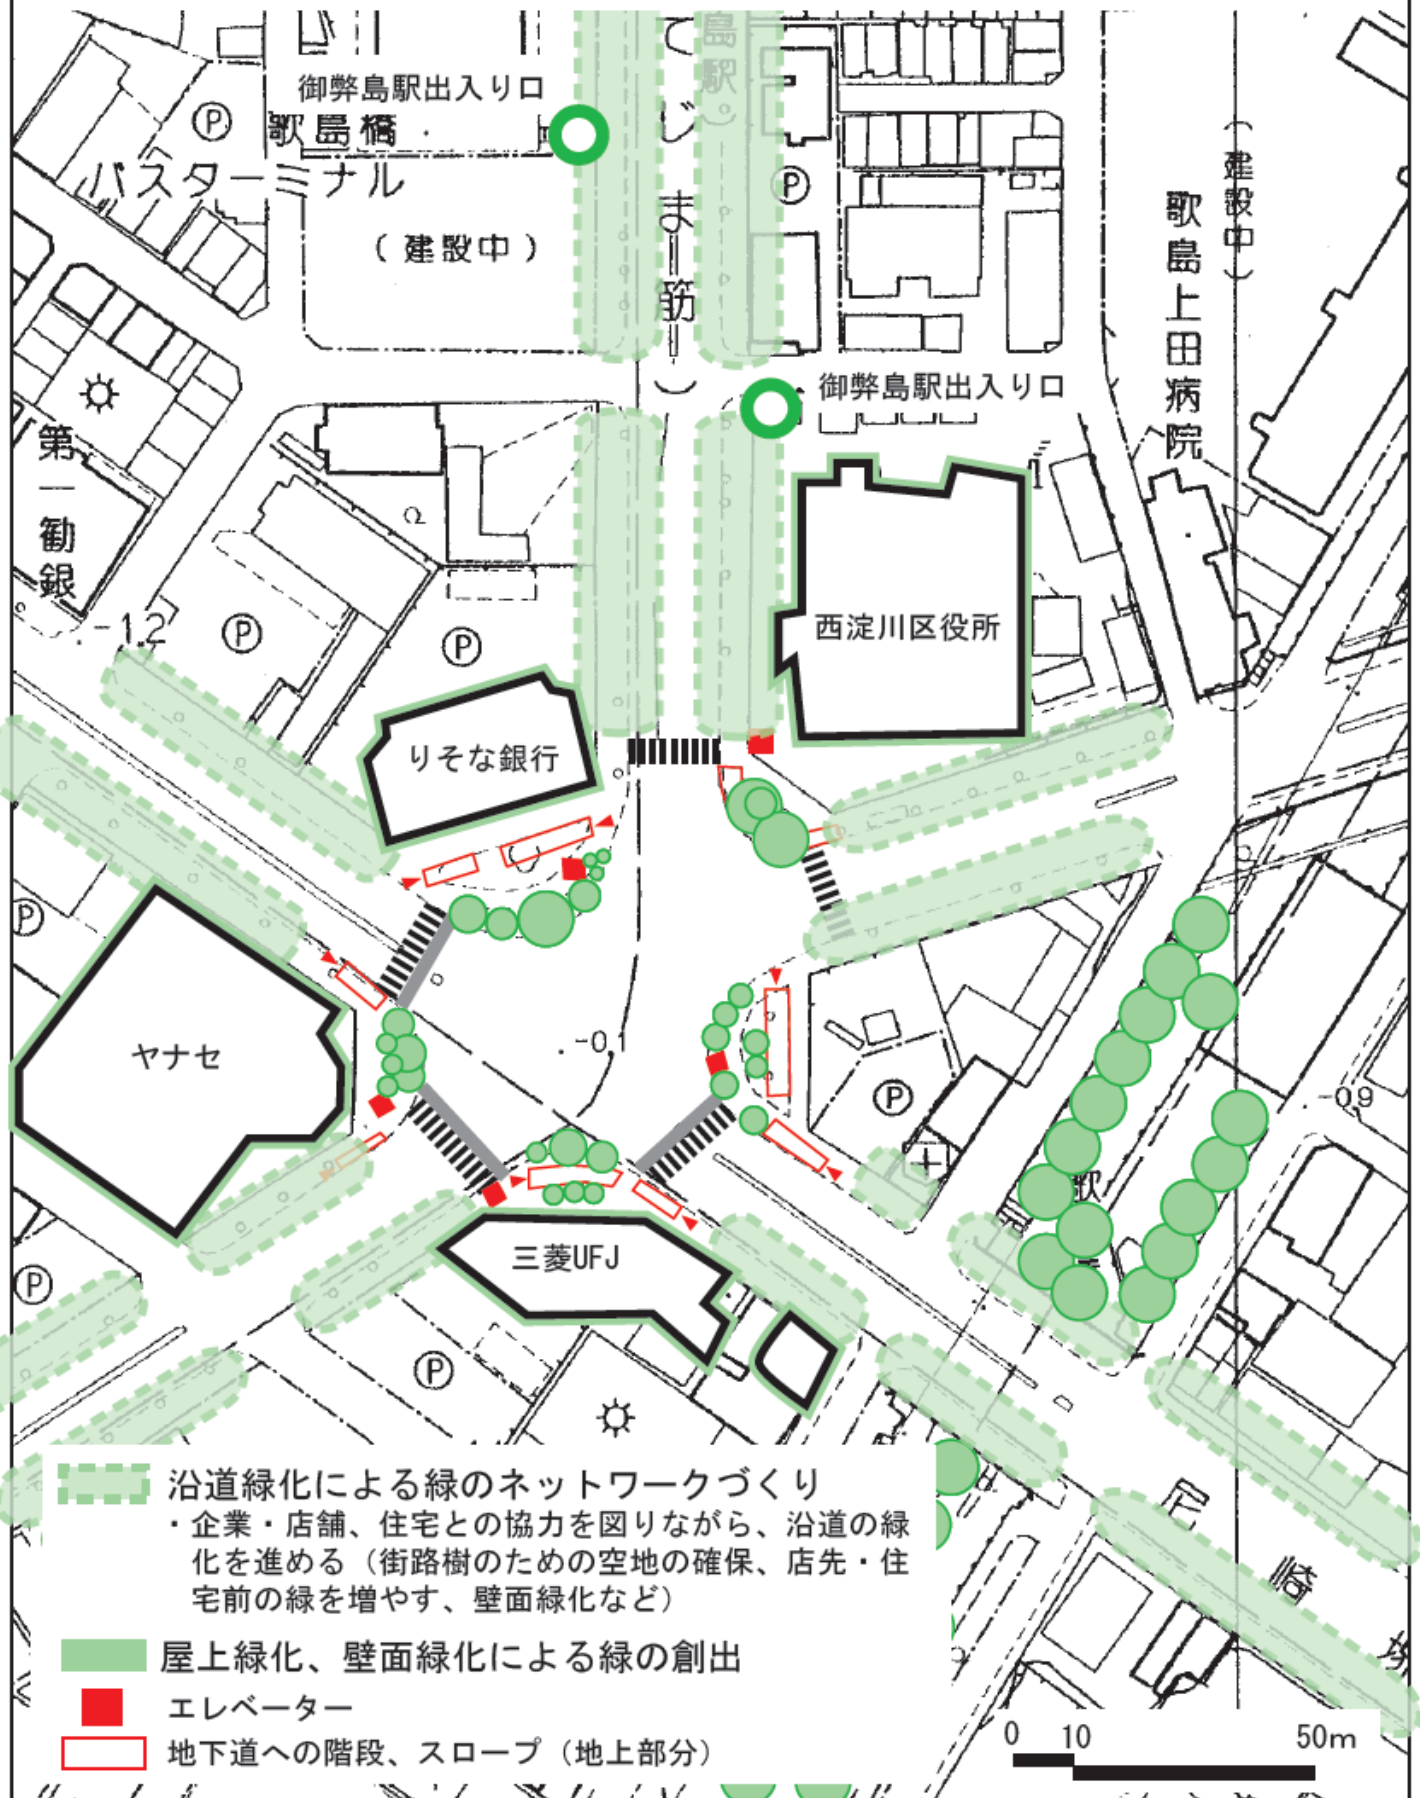 島駅）
御弊島駅出入り口
歌島橋
バスターミナル
（建設中）
Ⓟ
じま筋
Ⓟ
（建設中）
歌島上田病院
御弊島駅出入り口
第一勧銀
-1.2
Ⓟ
Ⓟ
西淀川区役所
りそな銀行
Ⓟ
ヤナセ
-0.1
Ⓟ
-0.9
歌
三菱UFJ
Ⓟ
Ⓟ
尼
崎
沿道緑化による緑のネットワークづくり
・企業・店舗、住宅との協力を図りながら、沿道の緑
化を進める（街路樹のための空地の確保、店先・住
宅前の緑を増やす、壁面緑化など）
屋上緑化、壁面緑化による緑の創出
エレベーター
地下道への階段、スロープ（地上部分）
0 10 50m